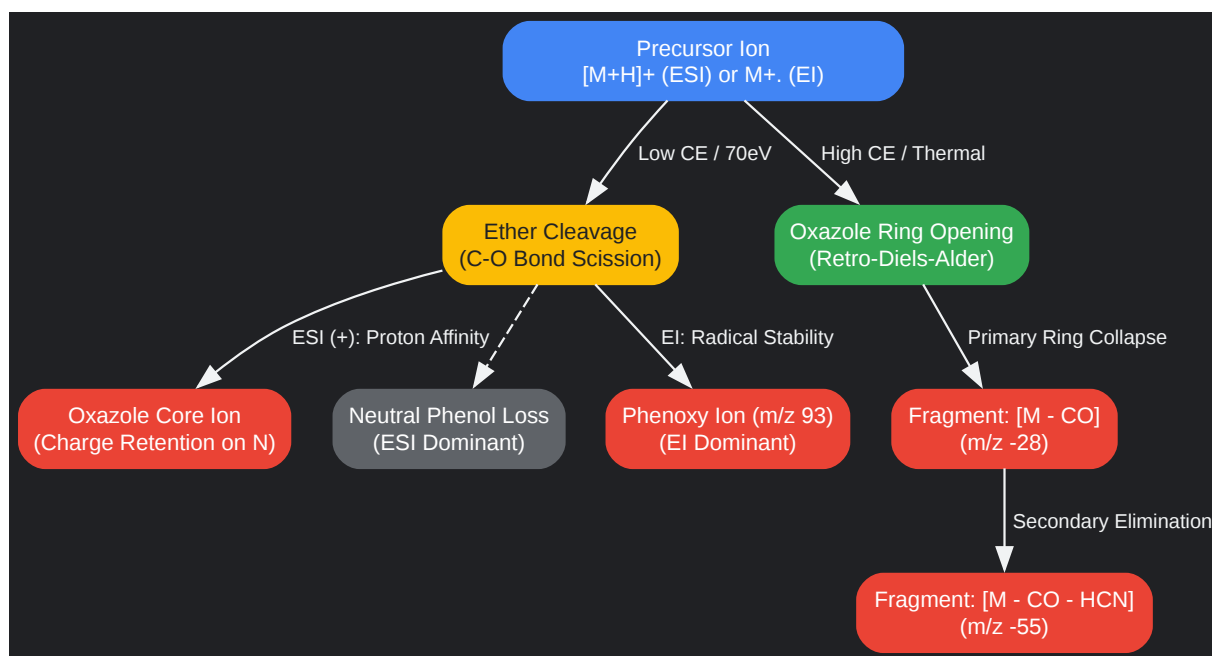 Precursor Ion
[M+H]+ (ESI) or M+. (EI)
Low CE / 70eV
High CE / Thermal
Ether Cleavage
(C-O Bond Scission)
Oxazole Ring Opening
(Retro-Diels-Alder)
ESI (+): Proton Affinity
EI: Radical Stability
Primary Ring Collapse
Oxazole Core Ion
(Charge Retention on N)
Neutral Phenol Loss
(ESI Dominant)
Phenoxy Ion (m/z 93)
(EI Dominant)
Fragment: [M - CO]
(m/z -28)
Secondary Elimination
Fragment: [M - CO - HCN]
(m/z -55)